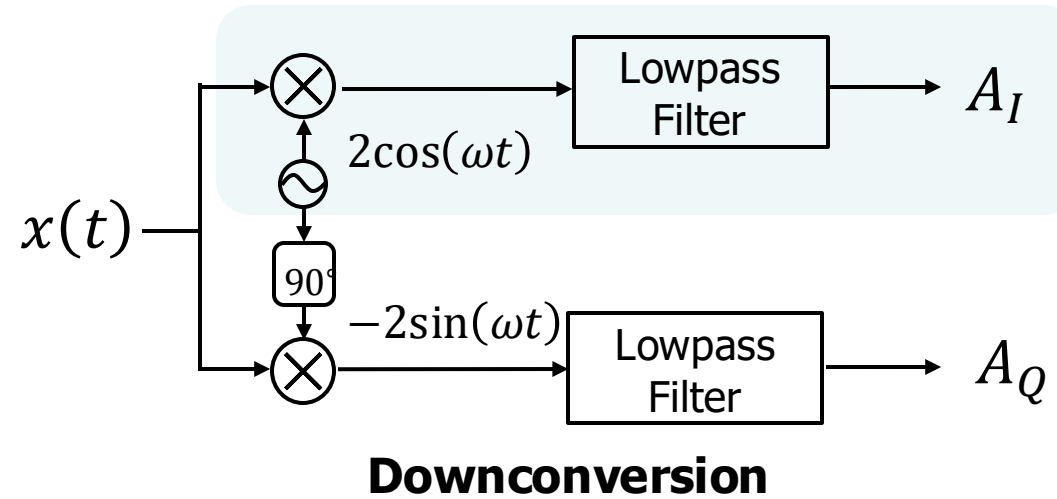 Lowpass
Filter
A_I
2cos(ωt)
x(t)
90°
−2sin(ωt)
Lowpass
Filter
A_Q
Downconversion